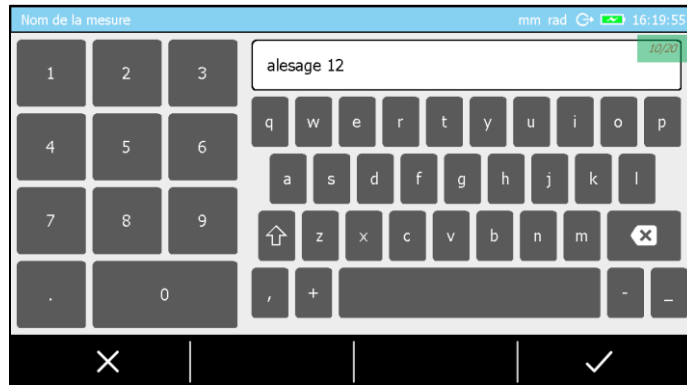 Nom de la mesure
mm rad 16:19:55
10/20
alesage 12
1 2 3
4 5 6
7 8 9
. 0
q w e r t y u i o p
a s d f g h j k l
z x c v b n m
, + - _